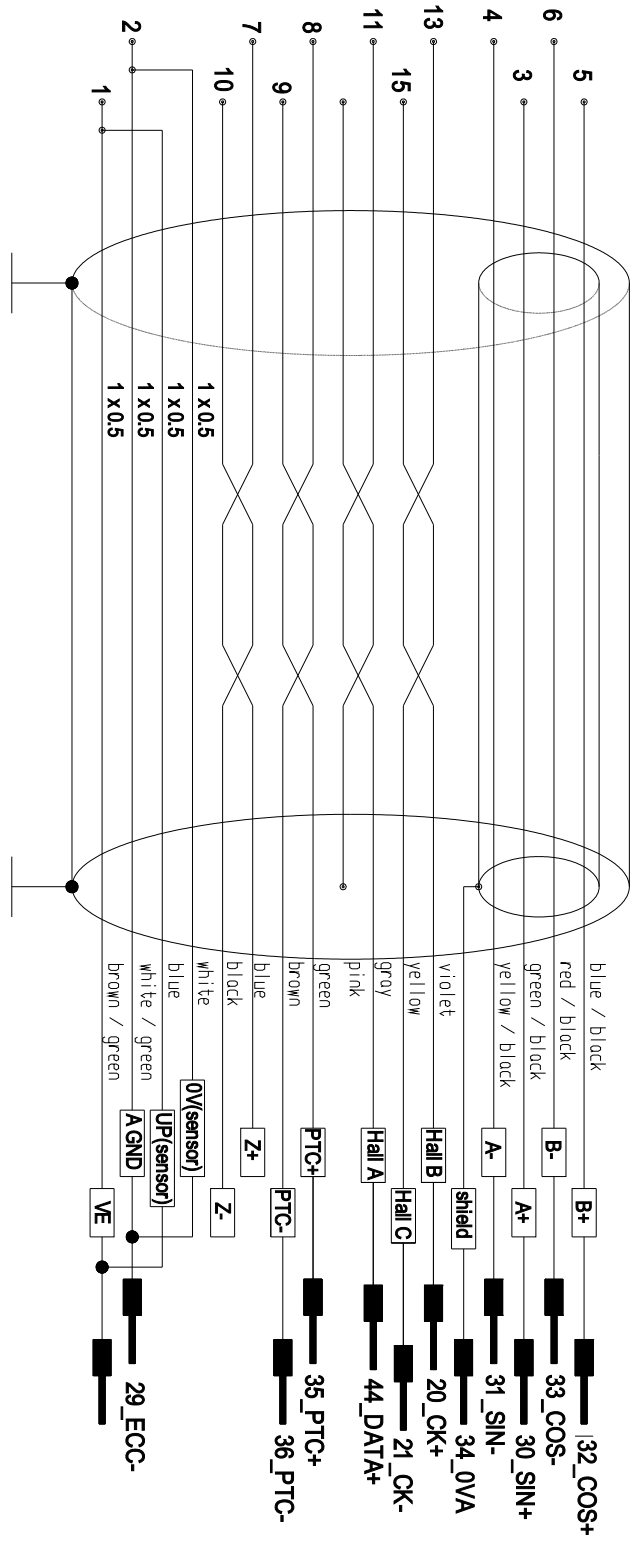 5
6
3
4
13
15
11
8
9
7
10
2
1
1 x 0.5
1 x 0.5
1 x 0.5
1 x 0.5
blue / black
red / black
green / black
yellow / black
violet
yellow
gray
pink
green
brown
blue
black
white
blue
white / green
brown / green
B+
B-
A+
A-
shield
Hall B
Hall C
Hall A
PTC+
PTC-
Z+
Z-
0V(sensor)
UP(sensor)
A GND
VE
32_COS+
33_COS-
30_SIN+
31_SIN-
34_0VA
20_CK+
21_CK-
44_DATA+
35_PTC+
36_PTC-
29_ECC-